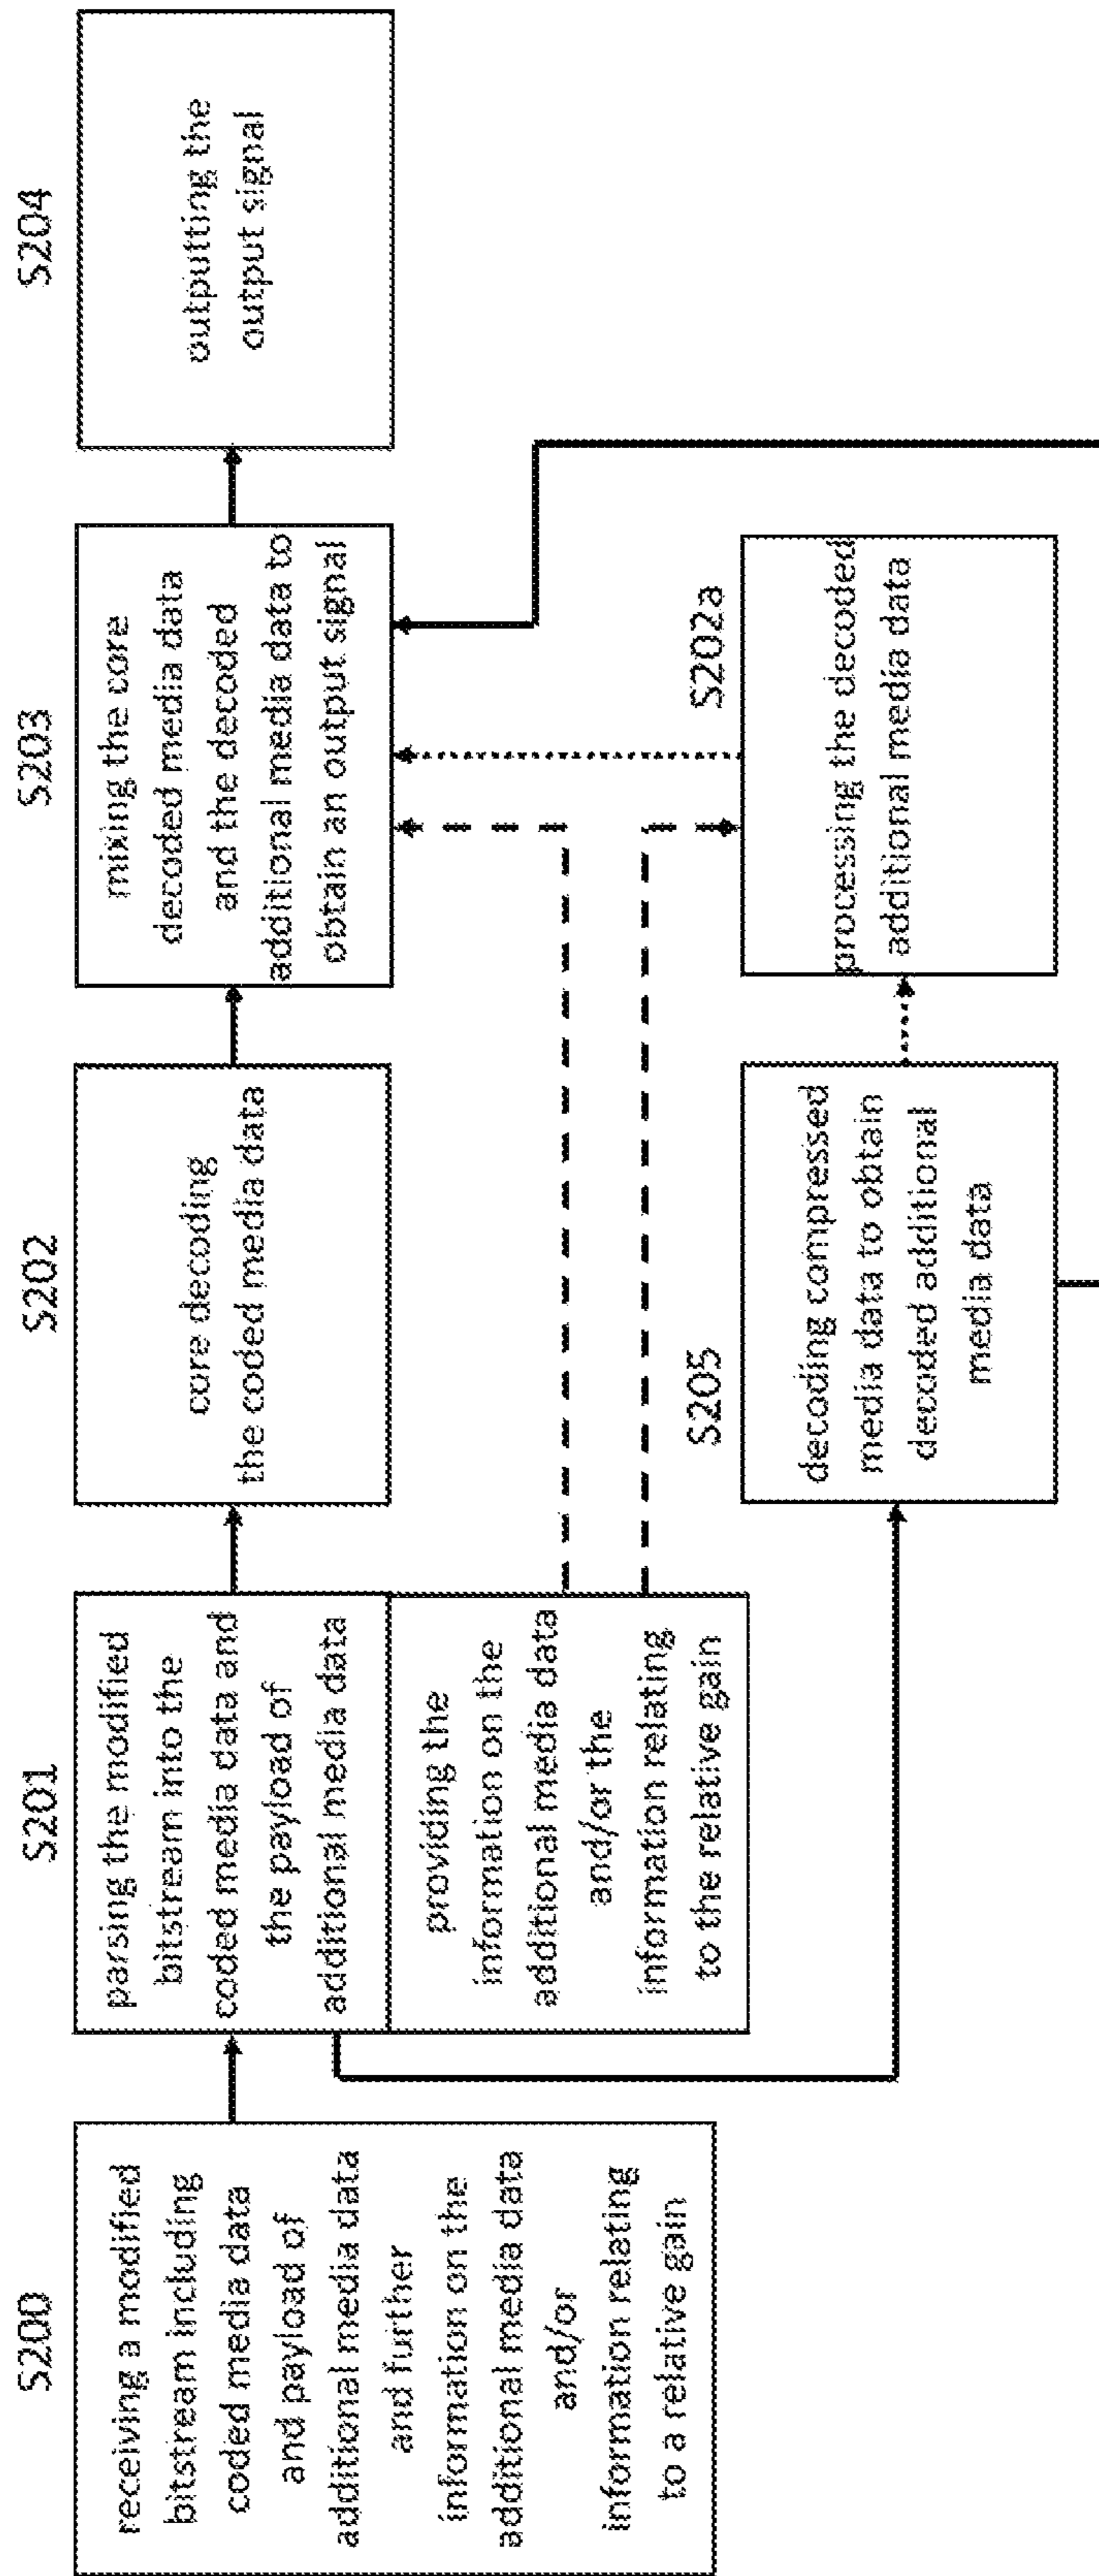 S200
receiving a modified
bitstream including
coded media data
and payload of
additional media data
and further
information on the
additional media data
and/or
information relating
to a relative gain
S201
parsing the modified
bitstream into the
coded media data and
the payload of
additional media data
providing the
information on the
additional media data
and/or the
information relating
to the relative gain
S202
core decoding
the coded media data
S203
mixing the core
decoded media data
and the decoded
additional media data to
obtain an output signal
S204
outputting the
output signal
S205
decoding compressed
media data to obtain
decoded additional
media data
S202a
processing the decoded
additional media data